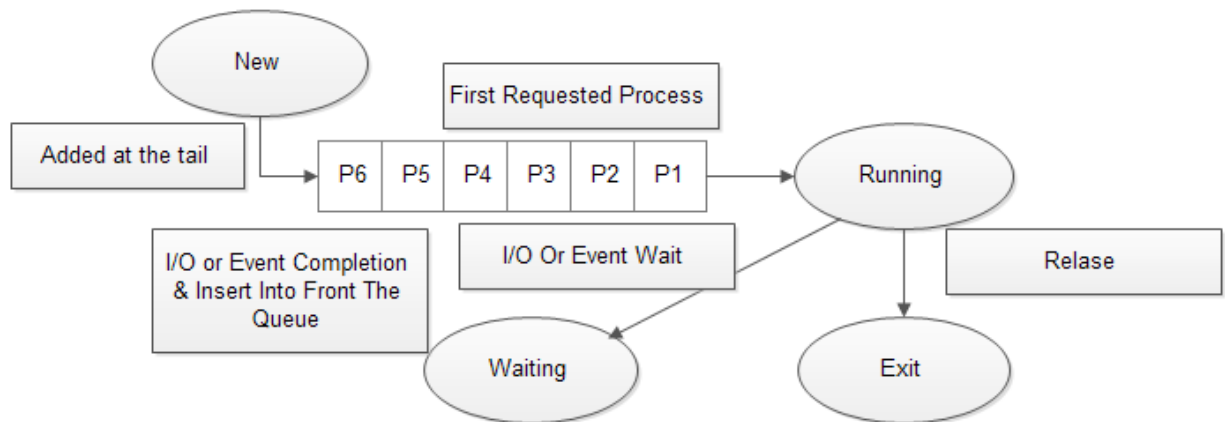 New
First Requested Process
Added at the tail
P6 P5 P4 P3 P2 P1
Running
I/O or Event Completion
& Insert Into Front The
Queue
I/O Or Event Wait
Relase
Waiting
Exit